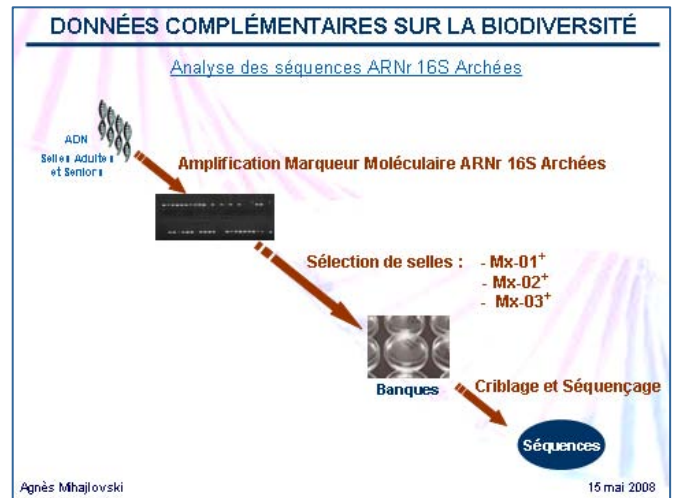 DONNÉES COMPLÉMENTAIRES SUR LA BIODIVERSITÉ
Analyse des séquences ARNr 16S Archées
ADN
Selles Adultes
et Seniors
Amplification Marqueur Moléculaire ARNr 16S Archées
Sélection de selles : - Mx-01+
- Mx-02+
- Mx-03+
Banques
Criblage et Séquençage
Séquences
Agnès Mihajlovski
15 mai 2008